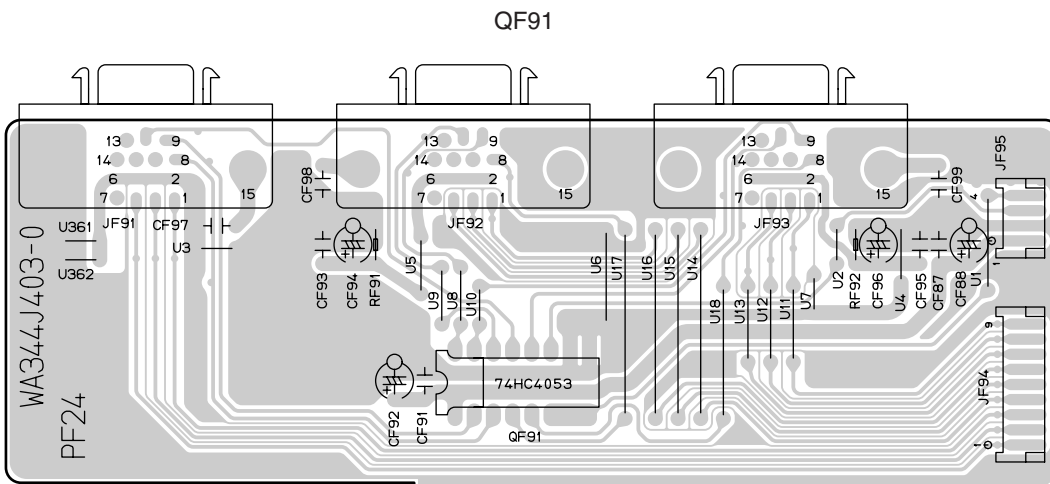 QF91
13 9
14 8
6 2
7 1
15
JF91
CF97
U3
U361
U362
CF98
13 9
14 8
6 2
7 1
15
JF92
CF93
CF94
RF91
U5
U9
U8
U10
U6
U17
U16
U15
U14
13 9
14 8
6 2
7 1
15
JF93
U18
U13
U12
U11
U7
U2
RF92
CF96
U4
CF95
CF87
CF88
U1
CF99
JF95
4
1
9
JF94
1
74HC4053
QF91
CF92
CF91
WA344J403-0
PF24